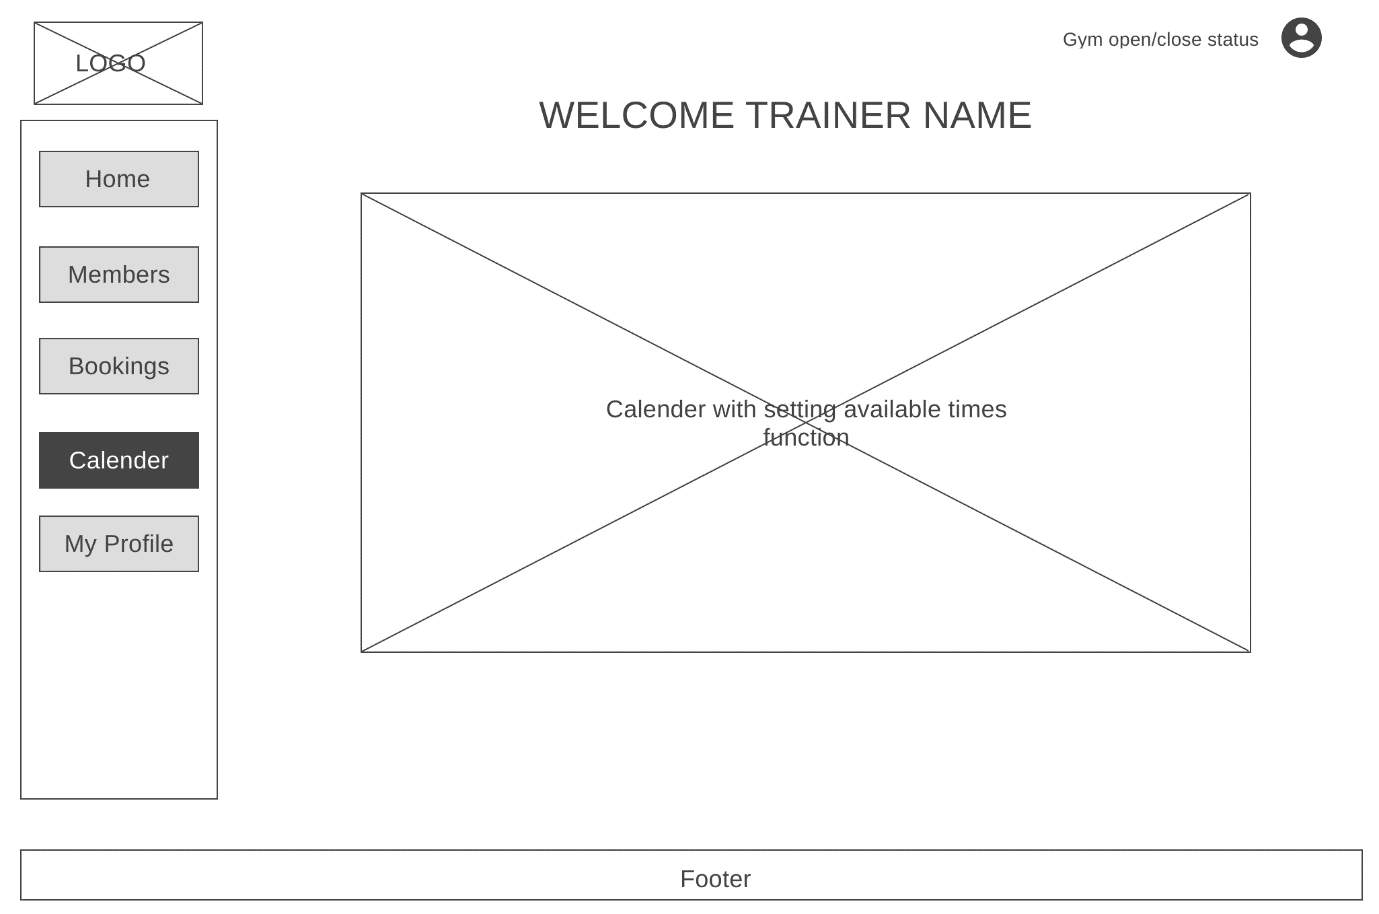 LOGO
Gym open/close status
WELCOME TRAINER NAME
Home
Members
Bookings
Calender
My Profile
Calender with setting available times
function
Footer